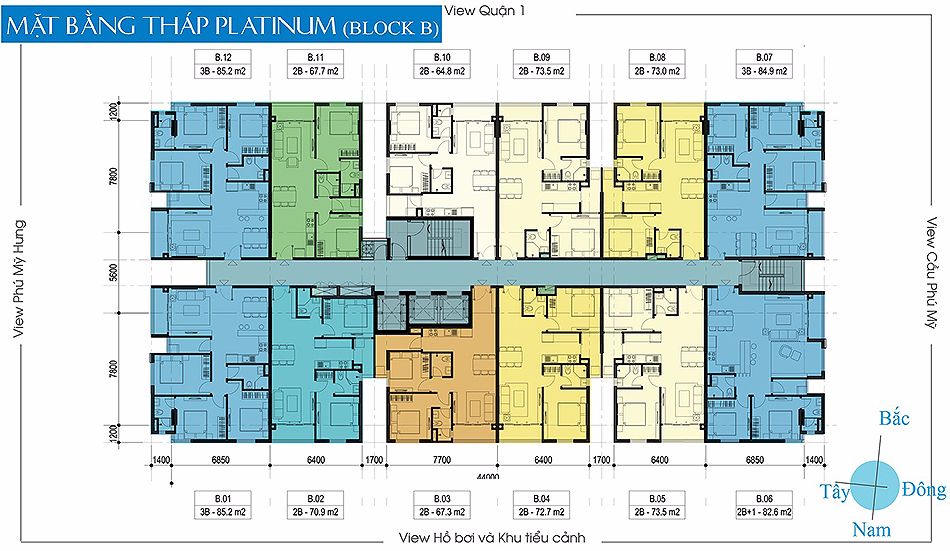 MẶT BẰNG THÁP PLATINUM (BLOCK B)
View Quận 1
B.12
3B - 85.2 m2
B.11
2B - 67.7 m2
B.10
2B - 64.8 m2
B.09
2B - 73.5 m2
B.08
2B - 73.0 m2
B.07
3B - 84.9 m2
1200
7800
5600
7800
1200
View Phú Mỹ Hưng
View Cầu Phú Mỹ
1400
6850
6400
1700
7700
6400
1700
6400
6850
1400
44000
B.01
3B - 85.2 m2
B.02
2B - 70.9 m2
B.03
2B - 67.3 m2
B.04
2B - 72.7 m2
B.05
2B - 73.5 m2
B.06
2B+1 - 82.6 m2
Bắc
Tây
Đông
Nam
View Hồ bơi và Khu tiểu cảnh